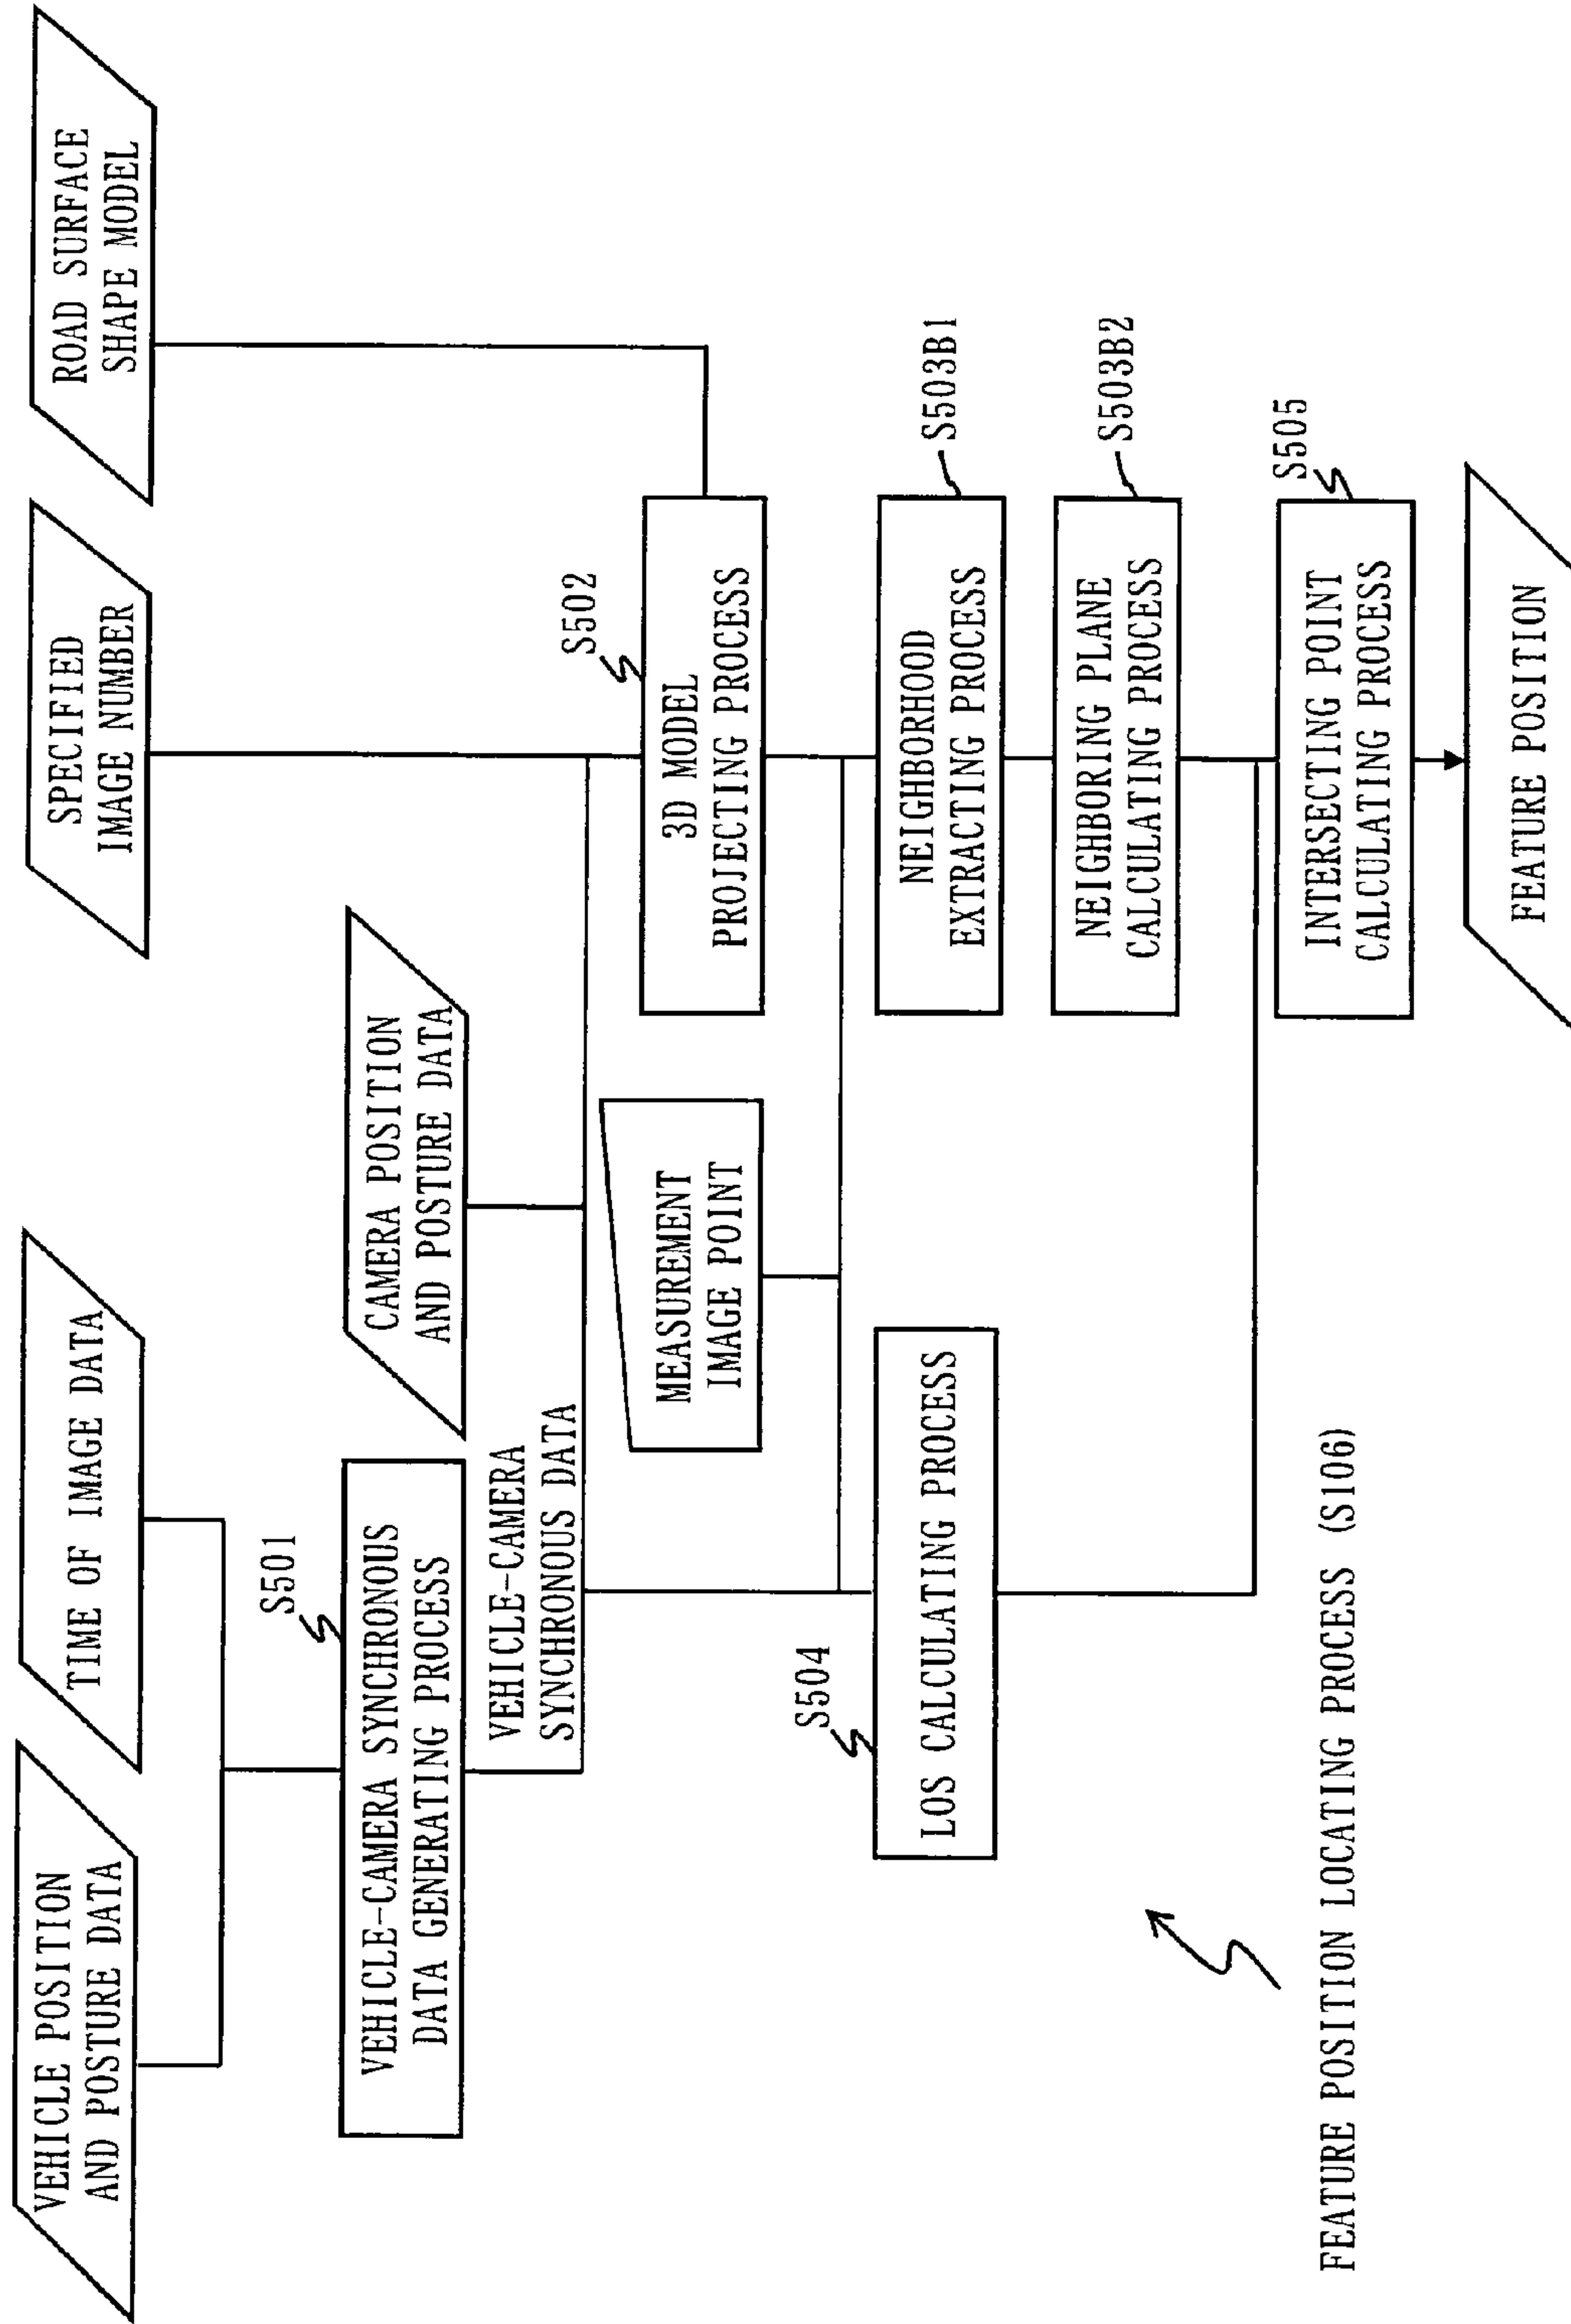 VEHICLE POSITION
AND POSTURE DATA
TIME OF IMAGE DATA
SPECIFIED
IMAGE NUMBER
ROAD SURFACE
SHAPE MODEL
S501
VEHICLE-CAMERA SYNCHRONOUS
DATA GENERATING PROCESS
CAMERA POSITION
AND POSTURE DATA
VEHICLE-CAMERA
SYNCHRONOUS DATA
S502
3D MODEL
PROJECTING PROCESS
MEASUREMENT
IMAGE POINT
S504
LOS CALCULATING PROCESS
NEIGHBORHOOD
EXTRACTING PROCESS
S503B1
NEIGHBORING PLANE
CALCULATING PROCESS
S503B2
S505
INTERSECTING POINT
CALCULATING PROCESS
FEATURE POSITION
FEATURE POSITION LOCATING PROCESS (S106)